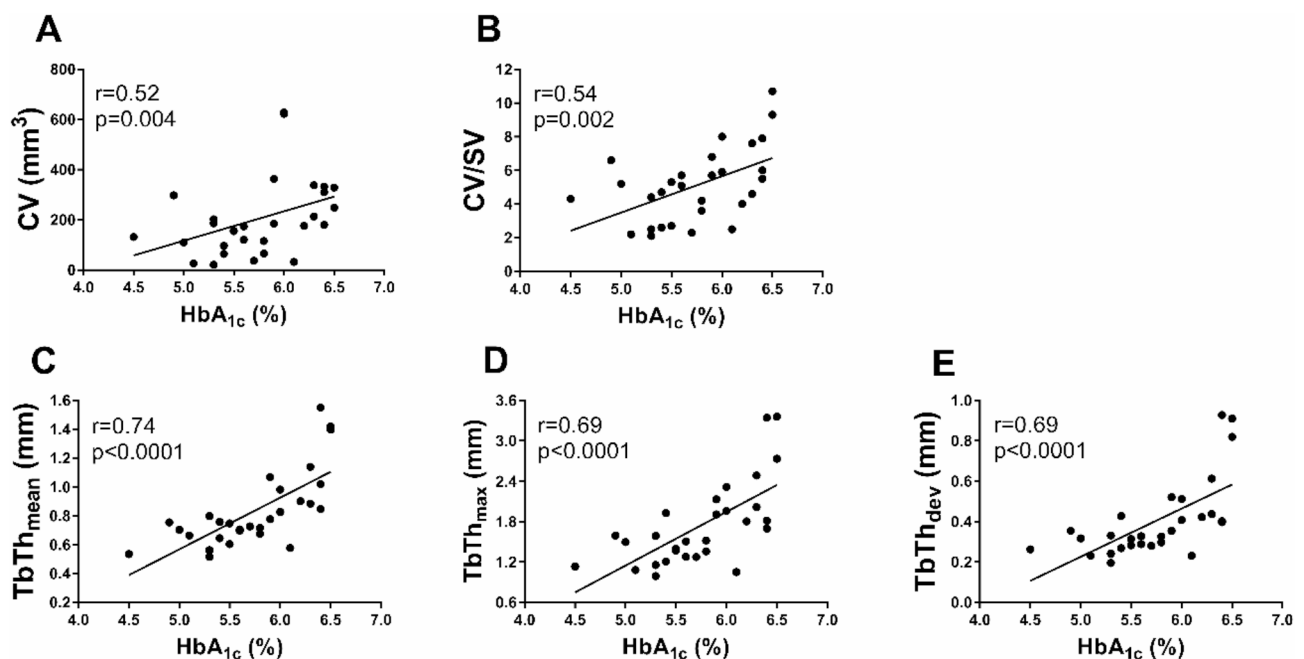 A
CV (mm³)
800
600
400
200
0
r=0.52
p=0.004
4.0 4.5 5.0 5.5 6.0 6.5 7.0
HbA₁c (%)
B
CV/SV
12
10
8
6
4
2
0
r=0.54
p=0.002
4.0 4.5 5.0 5.5 6.0 6.5 7.0
HbA₁c (%)
C
TbThmean (mm)
1.6
1.4
1.2
1.0
0.8
0.6
0.4
0.2
r=0.74
p<0.0001
4.0 4.5 5.0 5.5 6.0 6.5 7.0
HbA₁c (%)
D
TbThmax (mm)
3.6
3.0
2.4
1.8
1.2
0.6
r=0.69
p<0.0001
4.0 4.5 5.0 5.5 6.0 6.5 7.0
HbA₁c (%)
E
TbThdev (mm)
1.0
0.8
0.6
0.4
0.2
0.0
r=0.69
p<0.0001
4.0 4.5 5.0 5.5 6.0 6.5 7.0
HbA₁c (%)